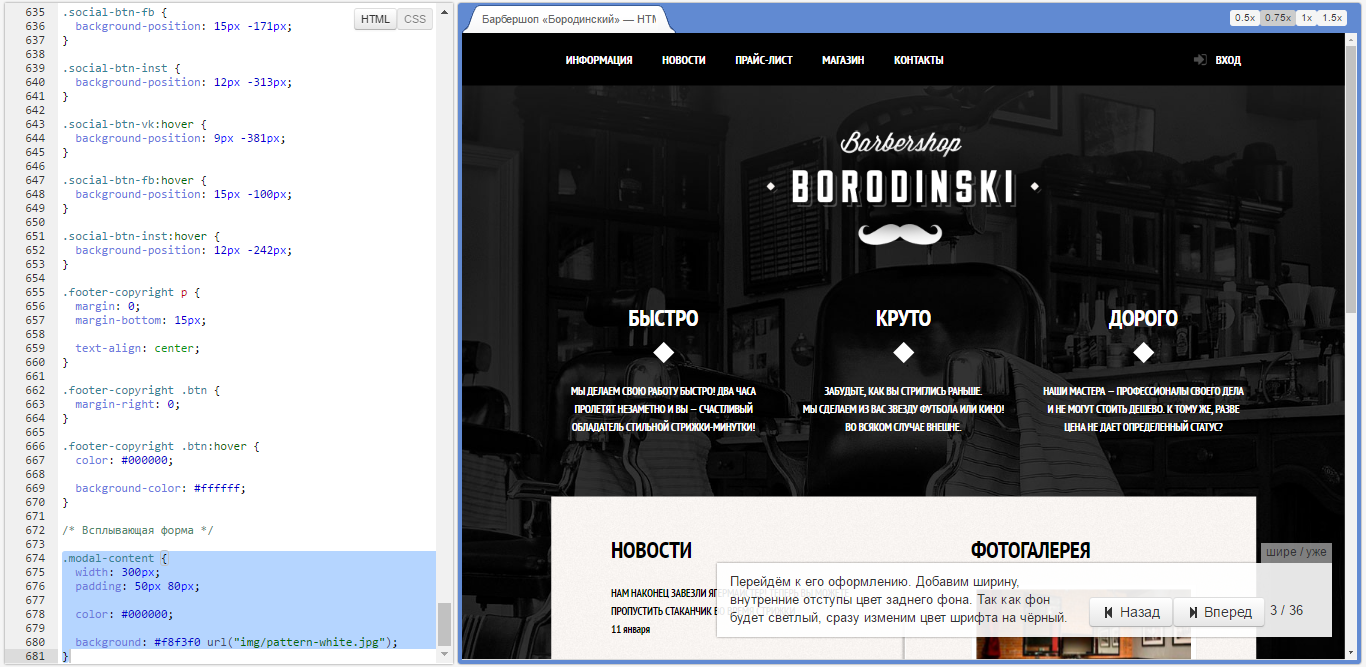 HTML
CSS
635 .social-btn-fb {
636 background-position: 15px -171px;
637 }
638
639 .social-btn-inst {
640 background-position: 12px -313px;
641 }
642
643 .social-btn-vk:hover {
644 background-position: 9px -381px;
645 }
646
647 .social-btn-fb:hover {
648 background-position: 15px -100px;
649 }
650
651 .social-btn-inst:hover {
652 background-position: 12px -242px;
653 }
654
655 .footer-copyright p {
656 margin: 0;
657 margin-bottom: 15px;
658
659 text-align: center;
660 }
661
662 .footer-copyright .btn {
663 margin-right: 0;
664 }
665
666 .footer-copyright .btn:hover {
667 color: #000000;
668
669 background-color: #ffffff;
670 }
671
672 /* Всплывающая форма */
673
674 .modal-content {
675 width: 300px;
676 padding: 50px 80px;
677
678 color: #000000;
679
680 background: #f8f3f0 url("img/pattern-white.jpg");
681 }
Барбершоп «Бородинский» — HTM
0.5x 0.75x 1x 1.5x
ИНФОРМАЦИЯ НОВОСТИ ПРАЙС-ЛИСТ МАГАЗИН КОНТАКТЫ ВХОД
Barbershop
BORODINSKI
БЫСТРО
МЫ ДЕЛАЕМ СВОЮ РАБОТУ БЫСТРО! ДВА ЧАСА
ПРОЛЕТЯТ НЕЗАМЕТНО И ВЫ — СЧАСТЛИВЫЙ
ОБЛАДАТЕЛЬ СТИЛЬНОЙ СТРИЖКИ-МИНУТКИ!
КРУТО
ЗАБУДЬТЕ, КАК ВЫ СТРИГЛИСЬ РАНЬШЕ.
МЫ СДЕЛАЕМ ИЗ ВАС ЗВЕЗДУ ФУТБОЛА ИЛИ КИНО!
ВО ВСЯКОМ СЛУЧАЕ ВНЕШНЕ.
ДОРОГО
НАШИ МАСТЕРА — ПРОФЕССИОНАЛЫ СВОЕГО ДЕЛА
И НЕ МОГУТ СТОИТЬ ДЕШЕВО. К ТОМУ ЖЕ, РАЗВЕ
ЦЕНА НЕ ДАЕТ ОПРЕДЕЛЕННЫЙ СТАТУС?
НОВОСТИ
НАМ НАКОНЕЦ ЗАВЕЗЛИ
ПРОПУСТИТЬ СТАКАНЧИК
11 января
ФОТОГАЛЕРЕЯ
шире / уже
Перейдём к его оформлению. Добавим ширину,
внутренние отступы цвет заднего фона. Так как фон
будет светлый, сразу изменим цвет шрифта на чёрный.
Назад
Вперед
3 / 36